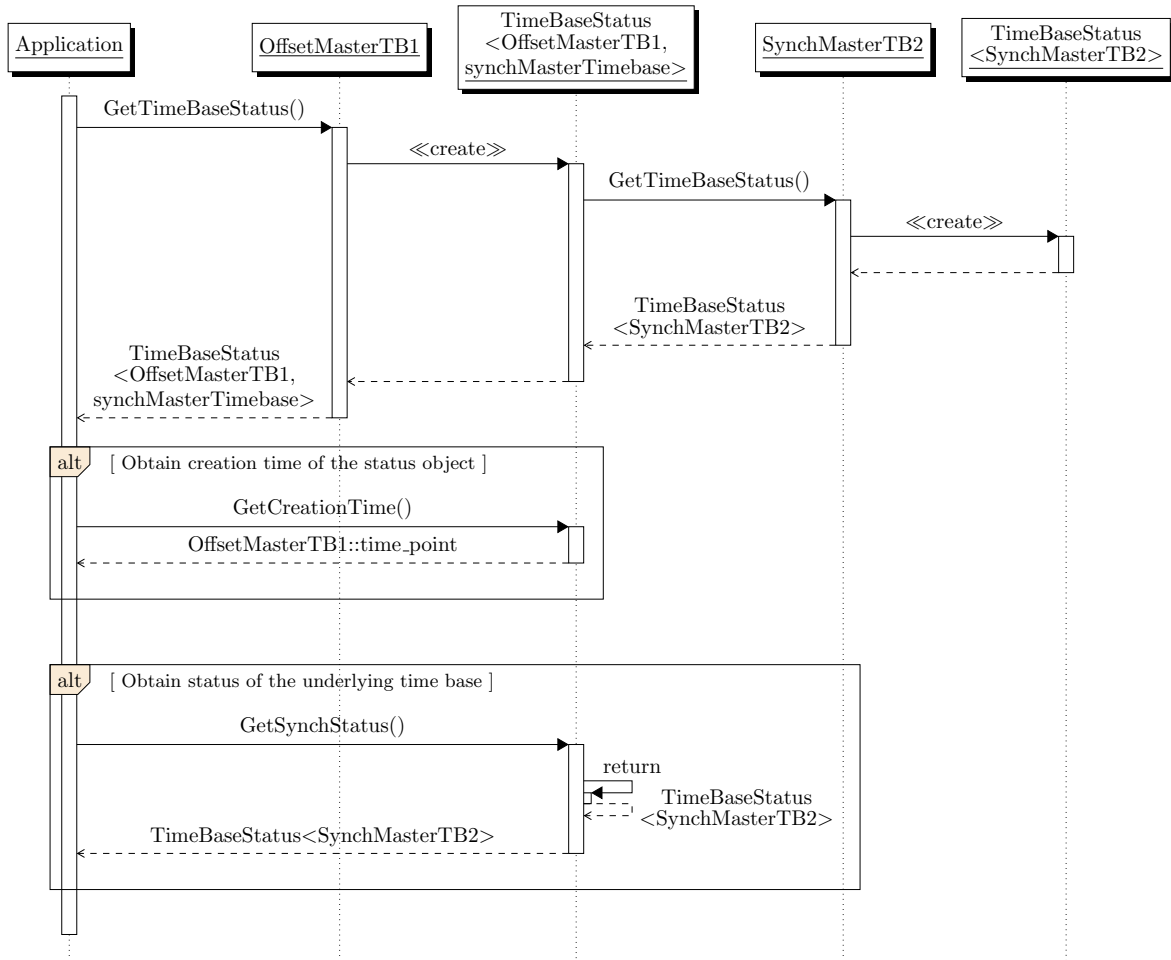 Application
OffsetMasterTB1
TimeBaseStatus
<OffsetMasterTB1,
synchMasterTimebase>
SynchMasterTB2
TimeBaseStatus
<SynchMasterTB2>
GetTimeBaseStatus()
≪create≫
GetTimeBaseStatus()
≪create≫
TimeBaseStatus
<SynchMasterTB2>
TimeBaseStatus
<OffsetMasterTB1,
synchMasterTimebase>
alt [ Obtain creation time of the status object ]
GetCreationTime()
OffsetMasterTB1::time_point
alt [ Obtain status of the underlying time base ]
GetSynchStatus()
return
TimeBaseStatus
<SynchMasterTB2>
TimeBaseStatus<SynchMasterTB2>